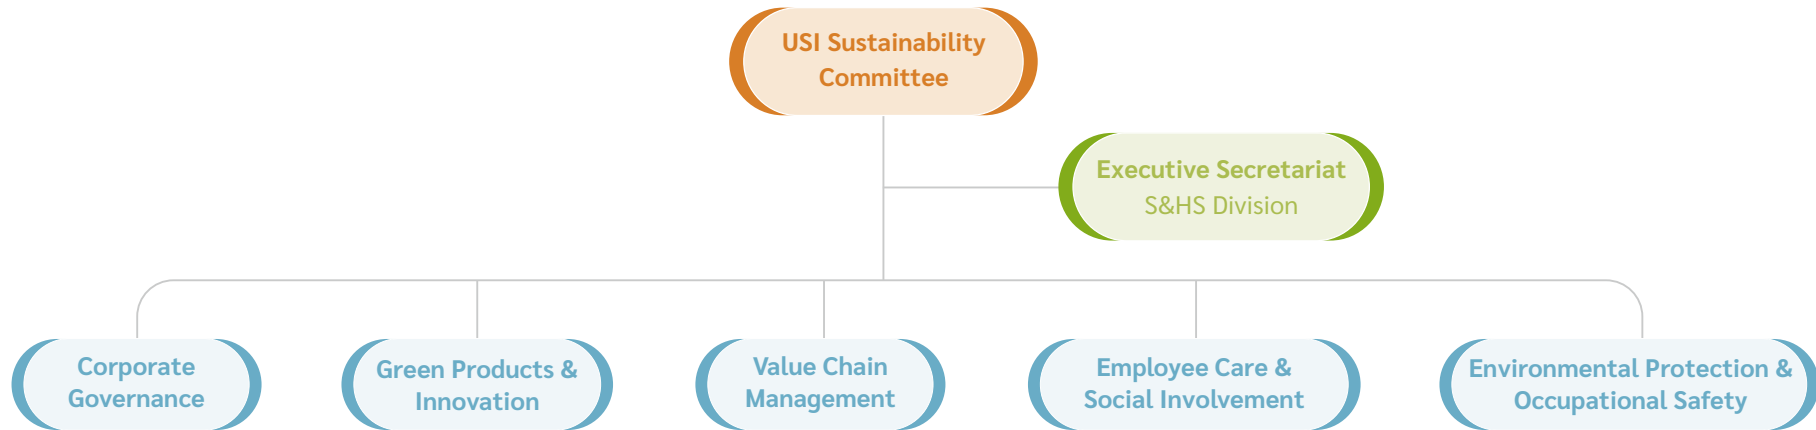 USI Sustainability
Committee
Executive Secretariat
S&HS Division
Corporate
Governance
Green Products &
Innovation
Value Chain
Management
Employee Care &
Social Involvement
Environmental Protection &
Occupational Safety